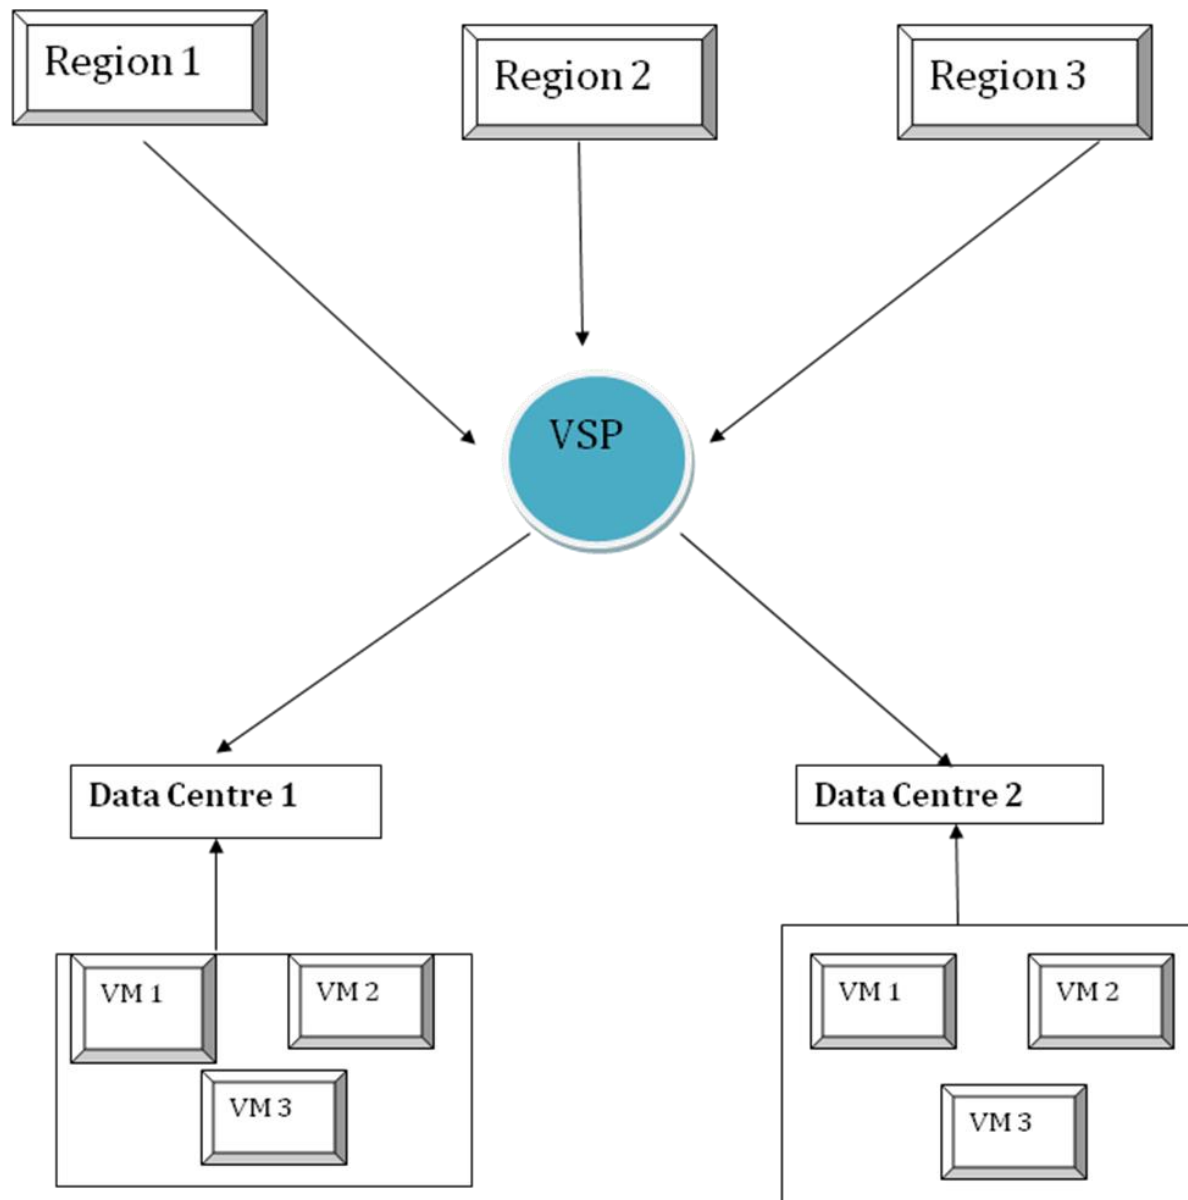 Region 1
Region 2
Region 3
VSP
Data Centre 1
Data Centre 2
VM 1
VM 2
VM 3
VM 1
VM 2
VM 3